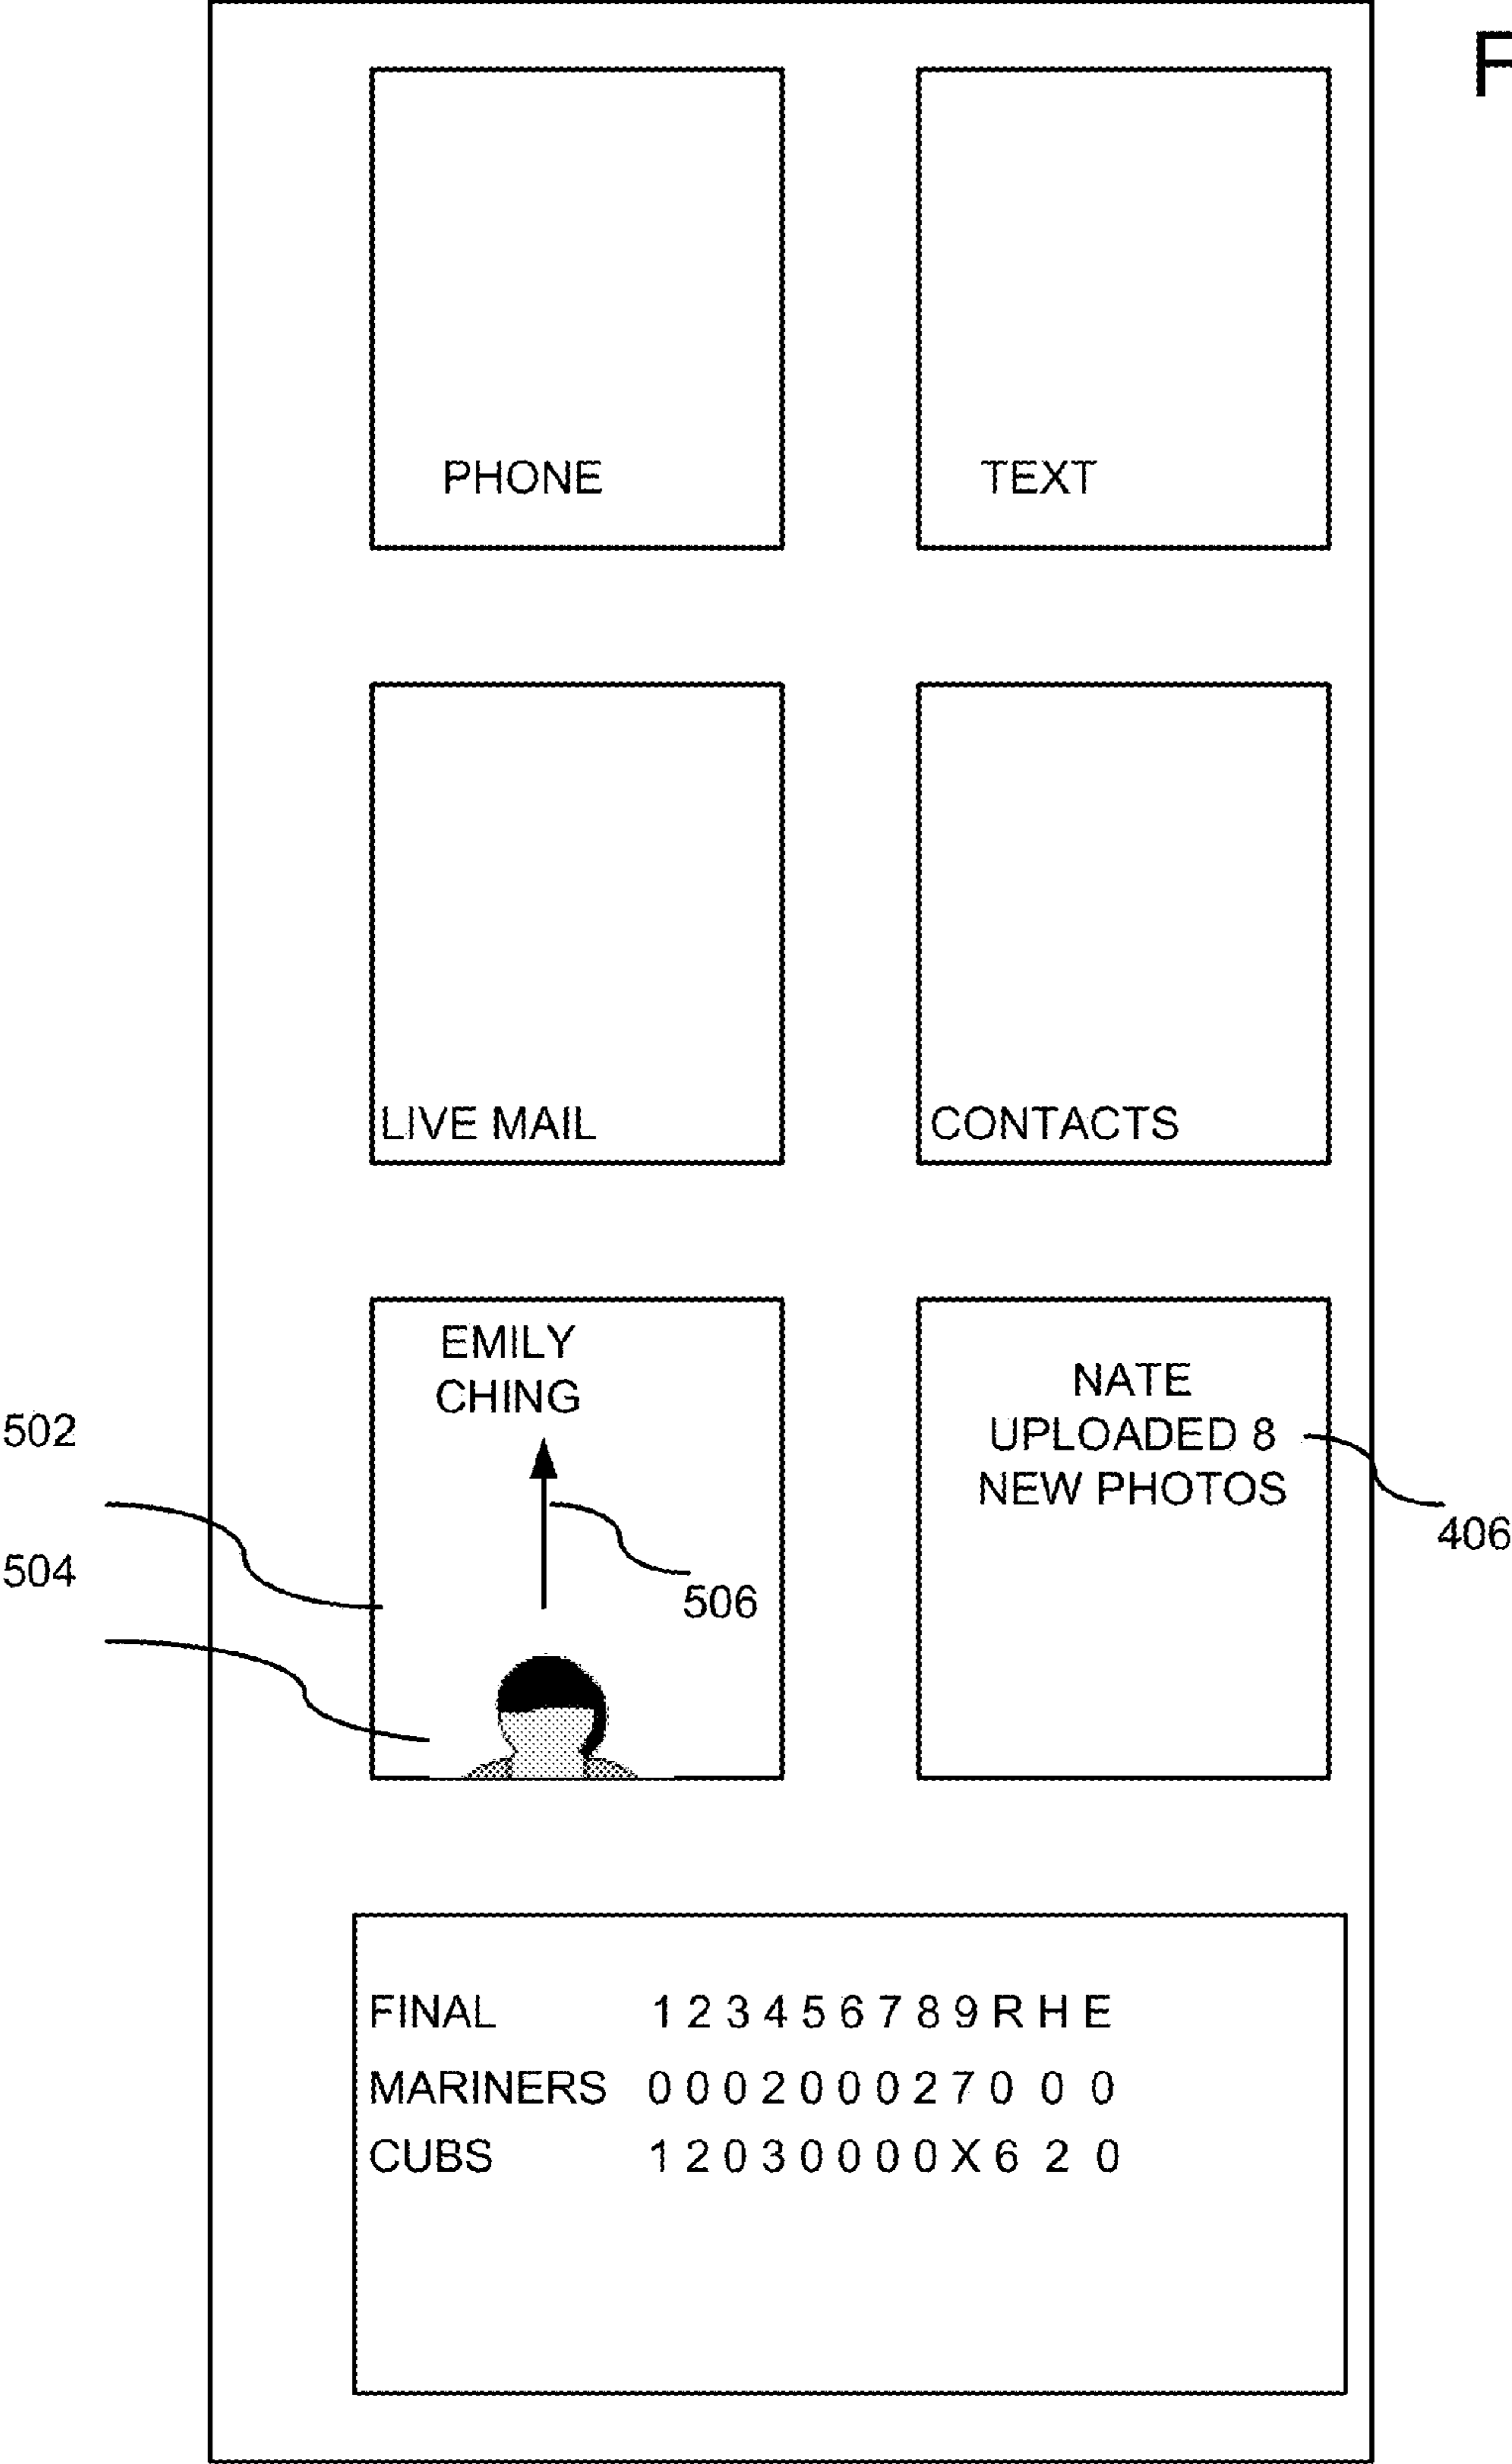 F
PHONE
TEXT
LIVE MAIL
CONTACTS
EMILY
CHING
NATE
UPLOADED 8
NEW PHOTOS
502
504
506
406
FINAL 1 2 3 4 5 6 7 8 9 R H E
MARINERS 0 0 0 2 0 0 0 2 7 0 0 0
CUBS 1 2 0 3 0 0 0 0 X 6 2 0